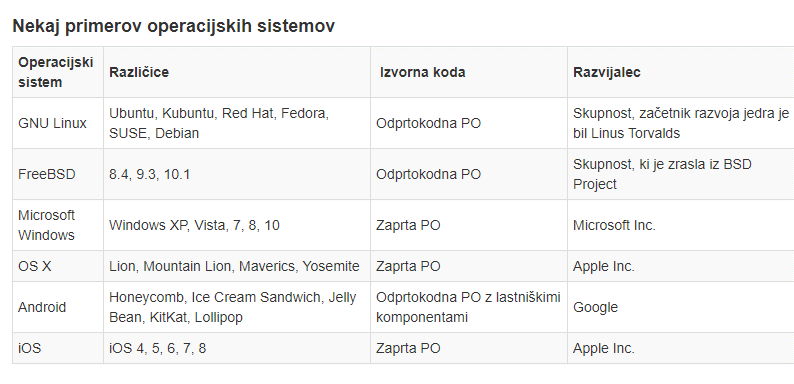 Nekaj primerov operacijskih sistemov
Operacijski
sistem
Različice
Izvorna koda
Razvijalec
GNU Linux
Ubuntu, Kubuntu, Red Hat, Fedora,
SUSE, Debian
Odprtokodna PO
Skupnost, začetnik razvoja jedra je
bil Linus Torvalds
FreeBSD
8.4, 9.3, 10.1
Odprtokodna PO
Skupnost, ki je zrasla iz BSD
Project
Microsoft
Windows
Windows XP, Vista, 7, 8, 10
Zaprta PO
Microsoft Inc.
OS X
Lion, Mountain Lion, Maverics, Yosemite
Zaprta PO
Apple Inc.
Android
Honeycomb, Ice Cream Sandwich, Jelly
Bean, KitKat, Lollipop
Odprtokodna PO z lastniškimi
komponentami
Google
iOS
iOS 4, 5, 6, 7, 8
Zaprta PO
Apple Inc.